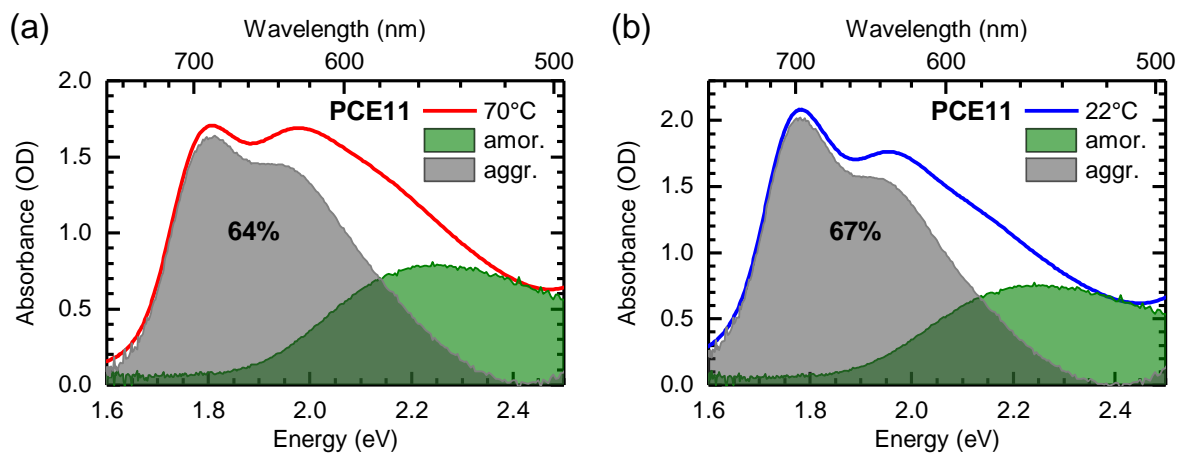 (a)
Wavelength (nm)
700 600 500
2.0
1.5
1.0
0.5
0.0
Absorbance (OD)
PCE11 70°C
amor.
aggr.
64%
1.6 1.8 2.0 2.2 2.4
Energy (eV)
(b)
Wavelength (nm)
700 600 500
2.0
1.5
1.0
0.5
0.0
Absorbance (OD)
PCE11 22°C
amor.
aggr.
67%
1.6 1.8 2.0 2.2 2.4
Energy (eV)